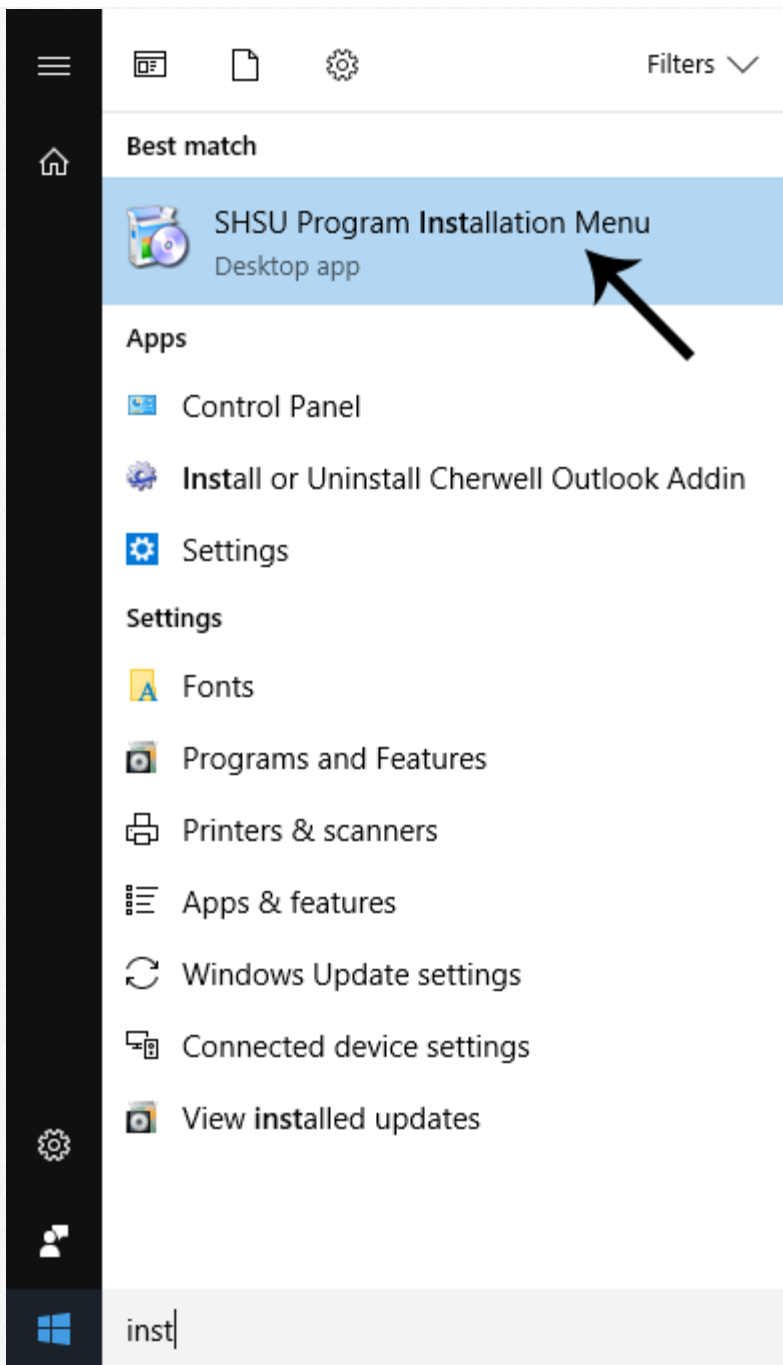 Filters
Best match
SHSU Program Installation Menu
Desktop app
Apps
Control Panel
Install or Uninstall Cherwell Outlook Addin
Settings
Settings
Fonts
Programs and Features
Printers & scanners
Apps & features
Windows Update settings
Connected device settings
View installed updates
inst